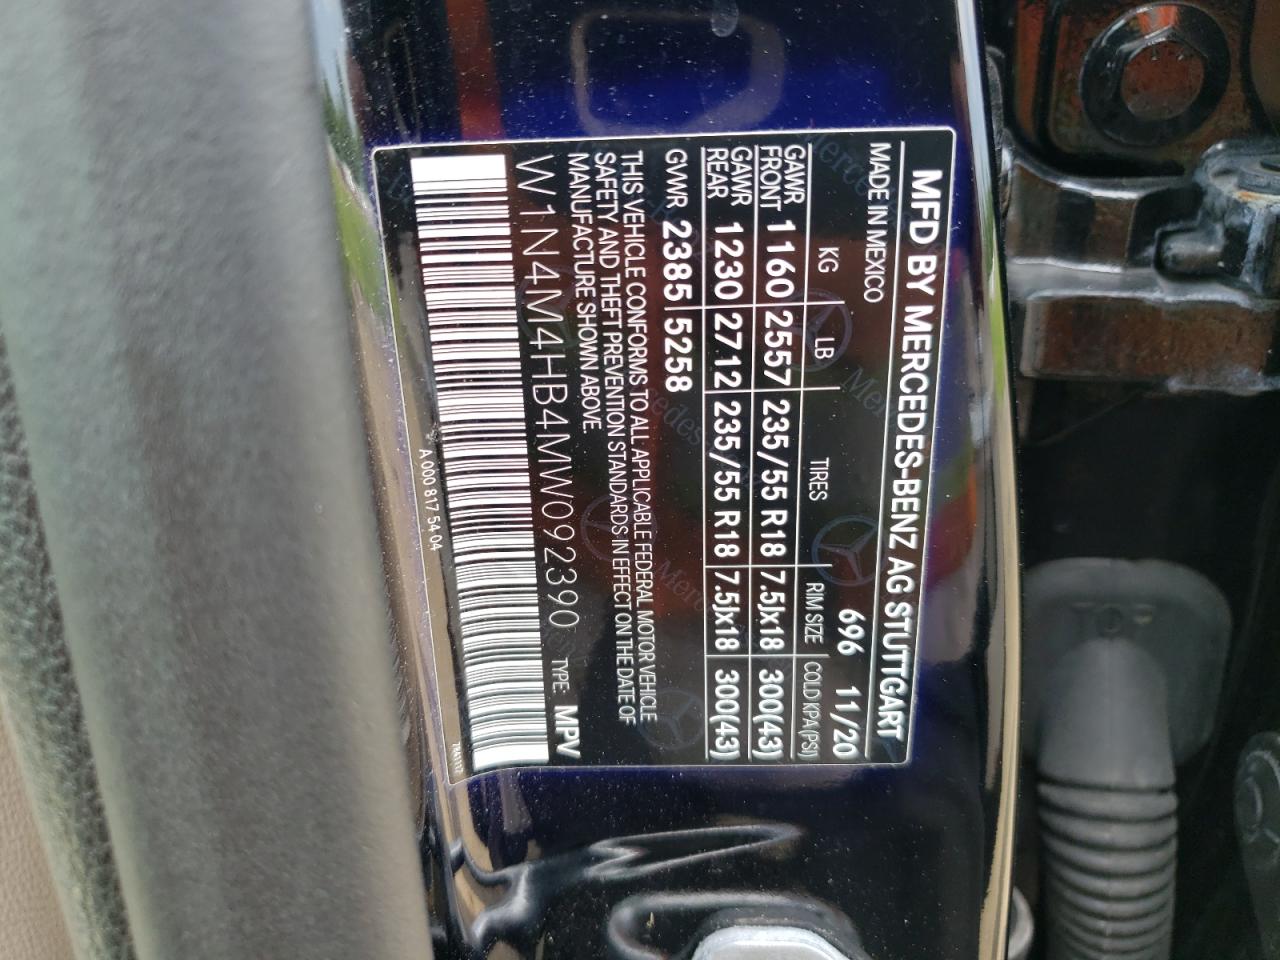 MFD BY MERCEDES-BENZ AG STUTTGART
MADE IN MEXICO 696 11/20
KG LB TIRES RIM SIZE COLD KPA(PSI)
GAWR FRONT 1160 2557 235/55 R18 7.5Jx18 300(43)
GAWR REAR 1230 2712 235/55 R18 7.5Jx18 300(43)
GVWR 2385 5258
THIS VEHICLE CONFORMS TO ALL APPLICABLE FEDERAL MOTOR VEHICLE
SAFETY AND THEFT PREVENTION STANDARDS IN EFFECT ON THE DATE OF
MANUFACTURE SHOWN ABOVE.
W1N4M4HB4MW092390 TYPE: MPV
A 000 817 54 04